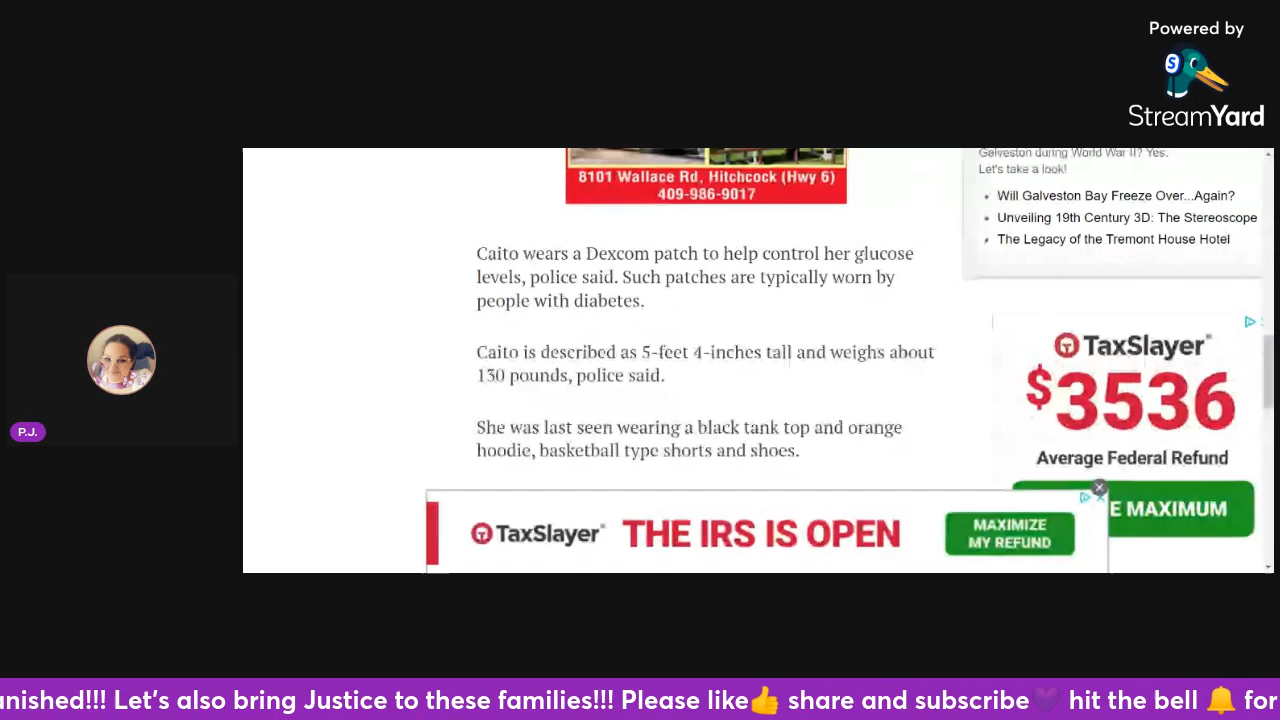 Powered by
StreamYard
8101 Wallace Rd, Hitchcock (Hwy 6)
409-986-9017
Galveston during World War II? Yes.
Let's take a look!
Will Galveston Bay Freeze Over...Again?
Unveiling 19th Century 3D: The Stereoscope
The Legacy of the Tremont House Hotel
Caito wears a Dexcom patch to help control her glucose
levels, police said. Such patches are typically worn by
people with diabetes.
Caito is described as 5-feet 4-inches tall and weighs about
130 pounds, police said.
She was last seen wearing a black tank top and orange
hoodie, basketball type shorts and shoes.
TaxSlayer
$3536
Average Federal Refund
E MAXIMUM
TaxSlayer THE IRS IS OPEN
MAXIMIZE
MY REFUND
P.J.
anished!!! Let's also bring Justice to these families!!! Please like👍 share and subscribe💜 hit the bell 🔔 for